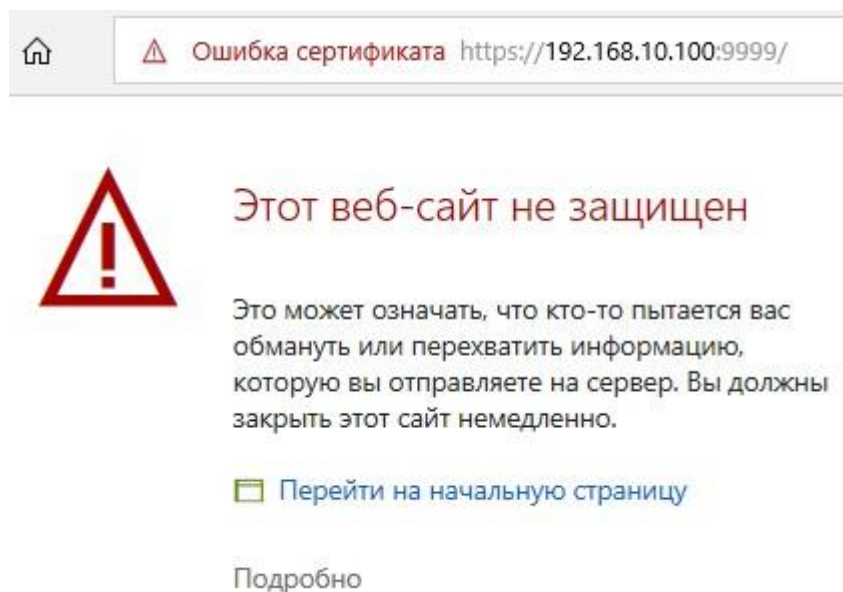 Ошибка сертификата https://192.168.10.100:9999/
Этот веб-сайт не защищен
Это может означать, что кто-то пытается вас
обмануть или перехватить информацию,
которую вы отправляете на сервер. Вы должны
закрыть этот сайт немедленно.
Перейти на начальную страницу
Подробно